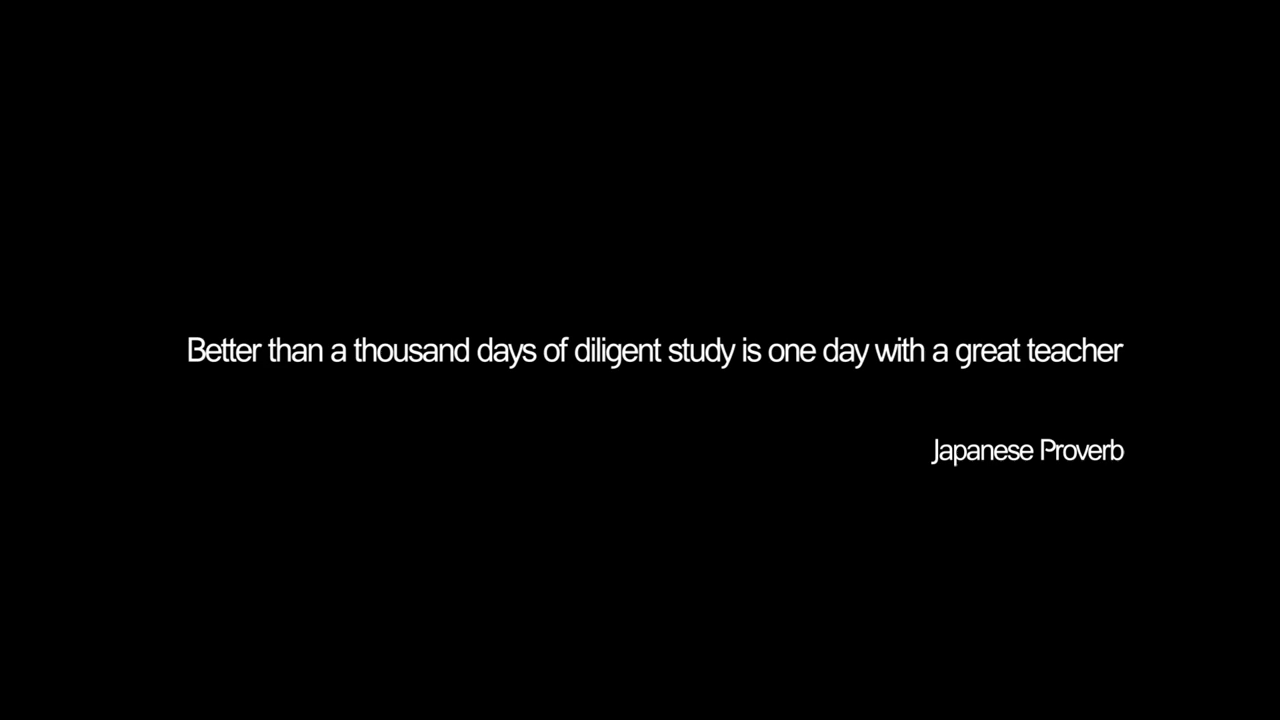 Better than a thousand days of diligent study is one day with a great teacher
Japanese Proverb